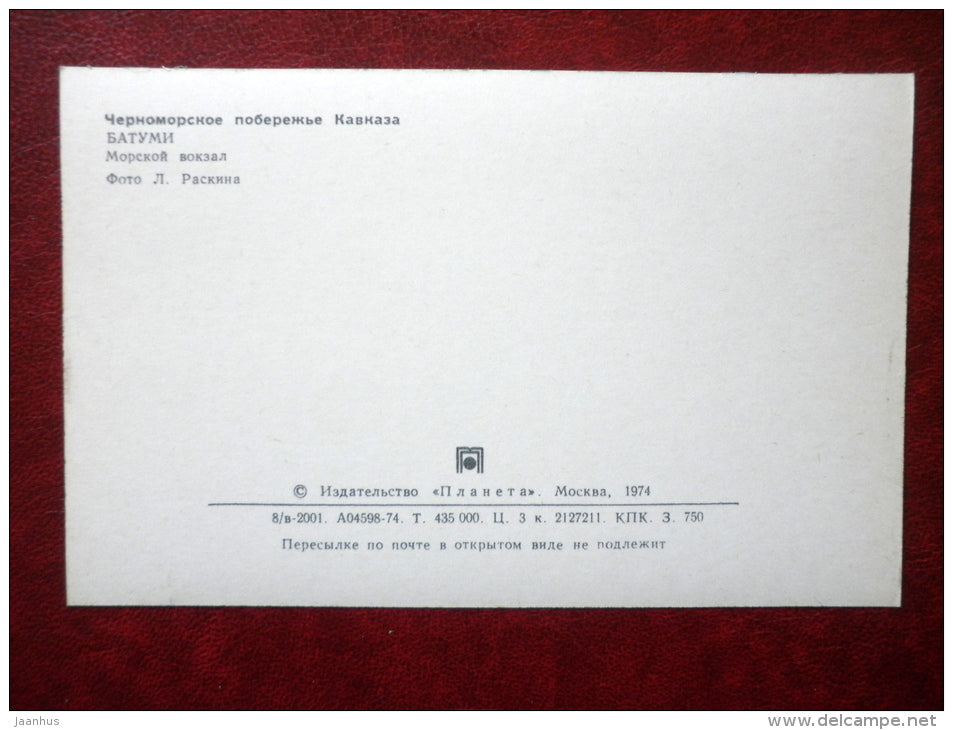 Черноморское побережье Кавказа
БАТУМИ
Морской вокзал
Фото Л. Раскина
© Издательство «Планета». Москва, 1974
8/в-2001. А04598-74. Т. 435 000. Ц. 3 к. 2127211. КПК. З. 750
Пересылке по почте в открытом виде не подлежит
jaanhus
www.delcampe.net